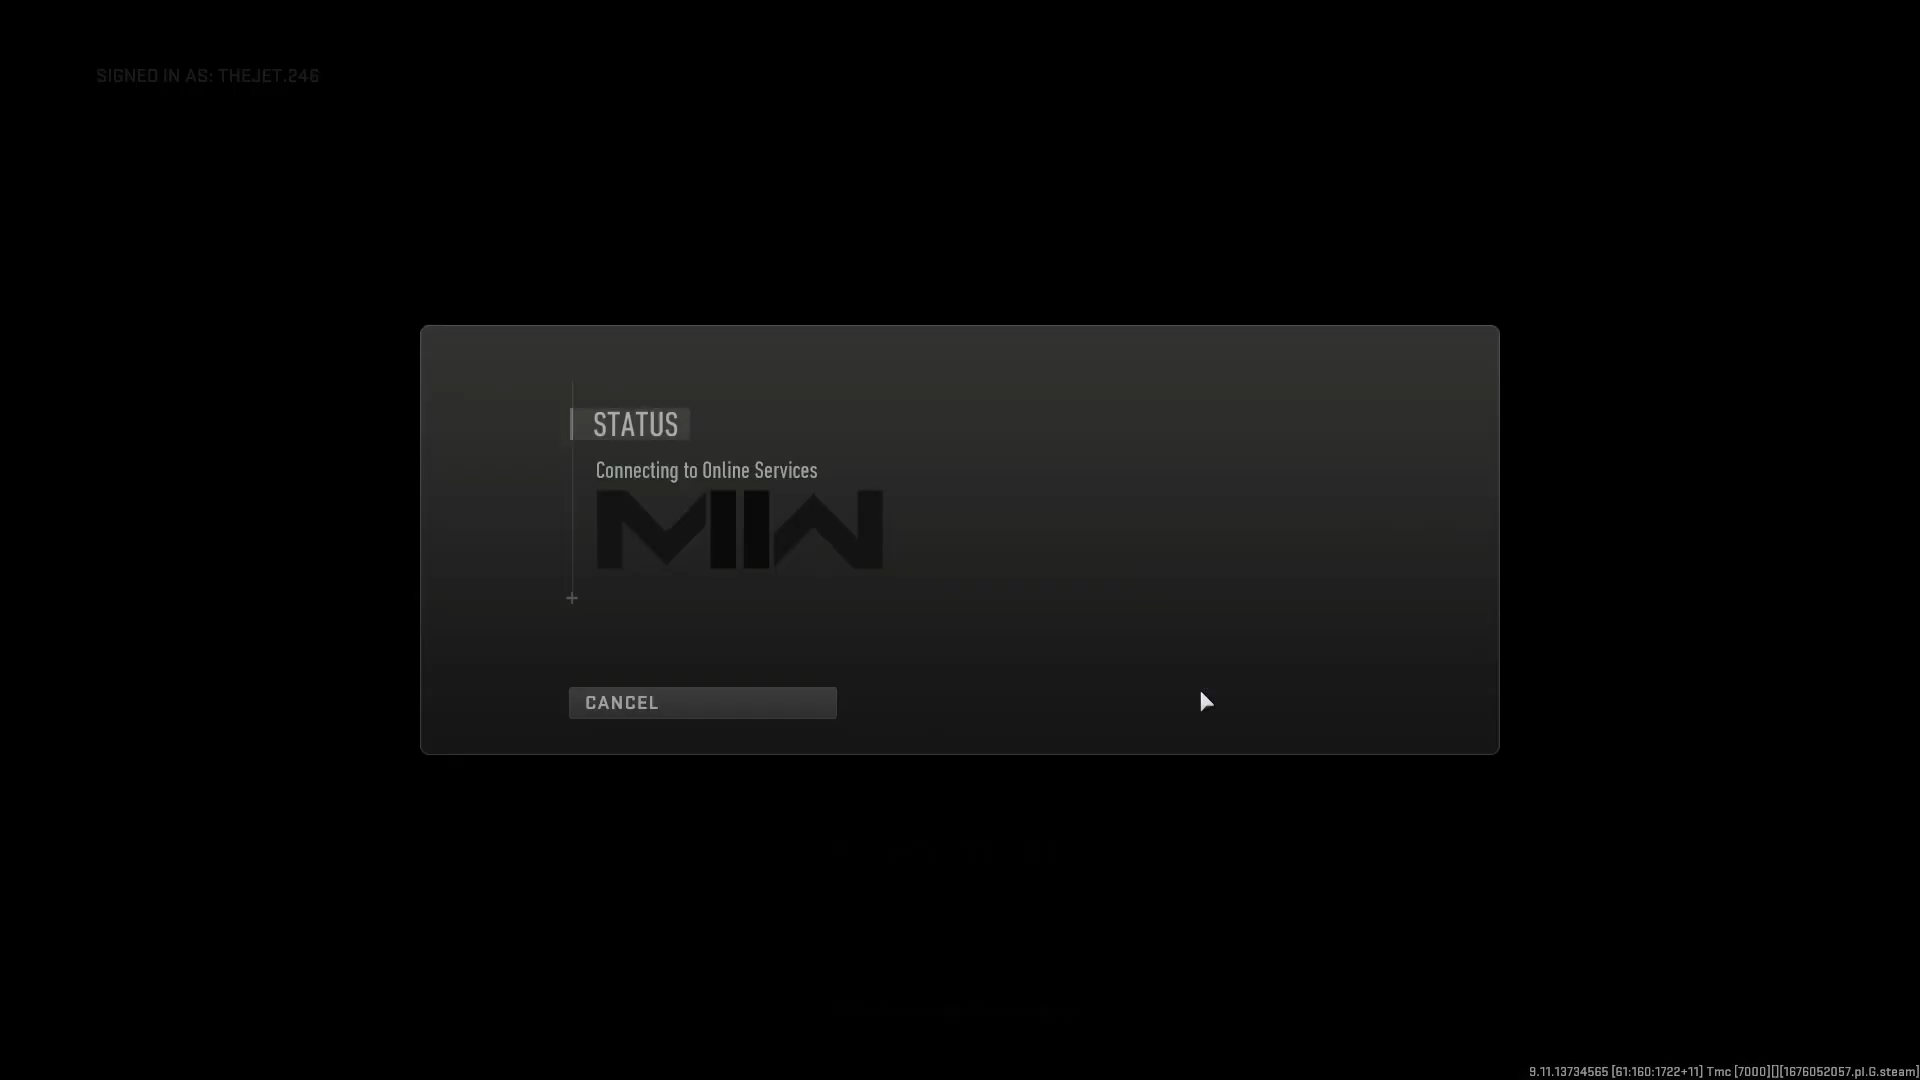 SIGNED IN AS: THEJET.246
STATUS
Connecting to Online Services
MIIW
CANCEL
9.11.13734565 [61:160:1722+11] Tmc [7000][][1676052057.pl.G.steam]